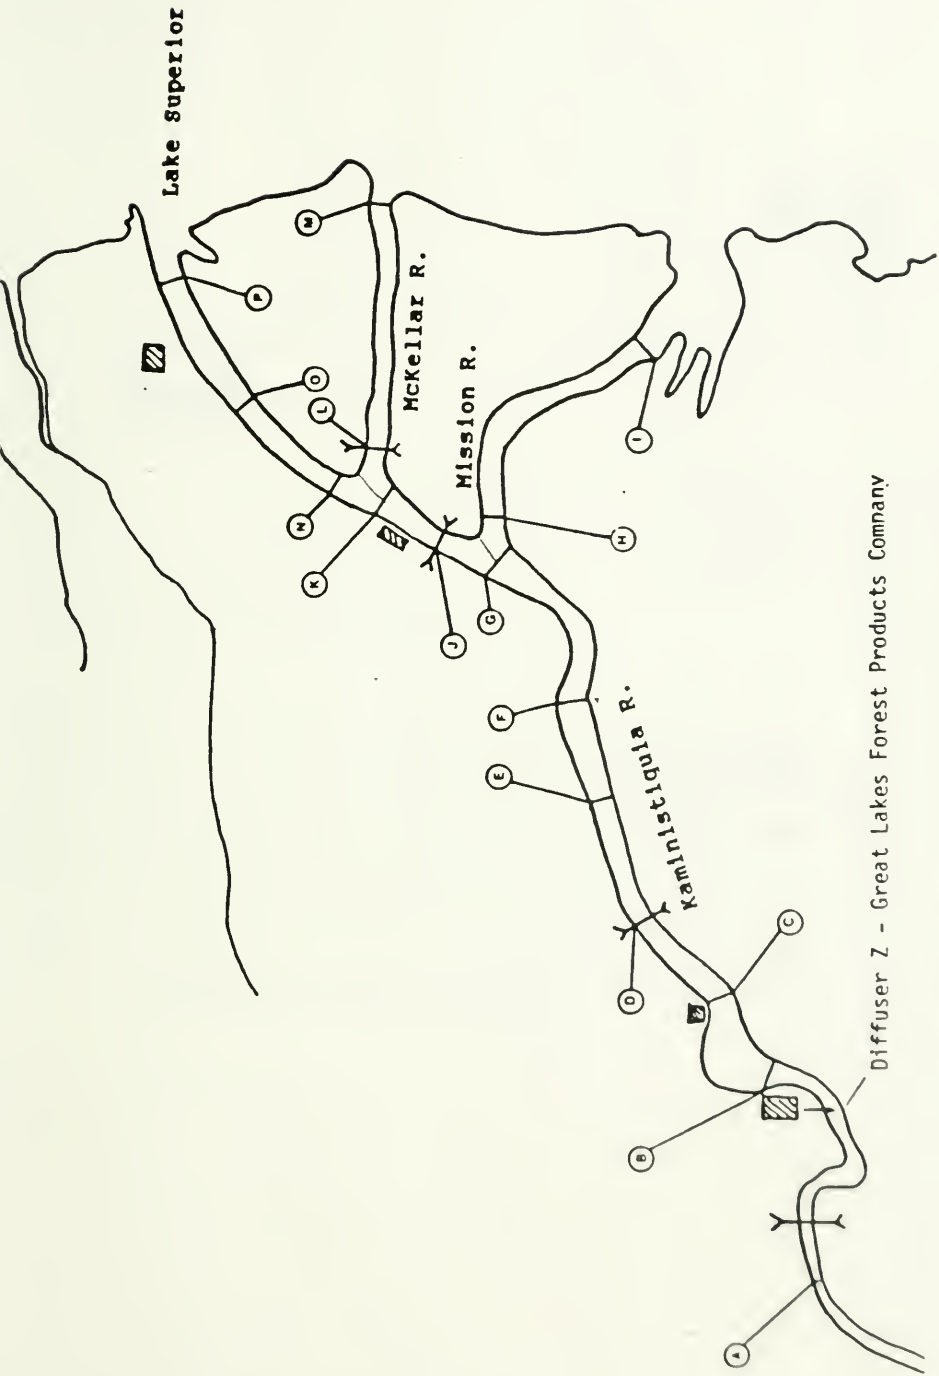 Lake Superior
M
P
McKellar R.
O
L
Mission R.
I
N
K
H
J
G
F
E
Kaministiquia R.
D
C
B
A
Diffuser Z - Great Lakes Forest Products Company